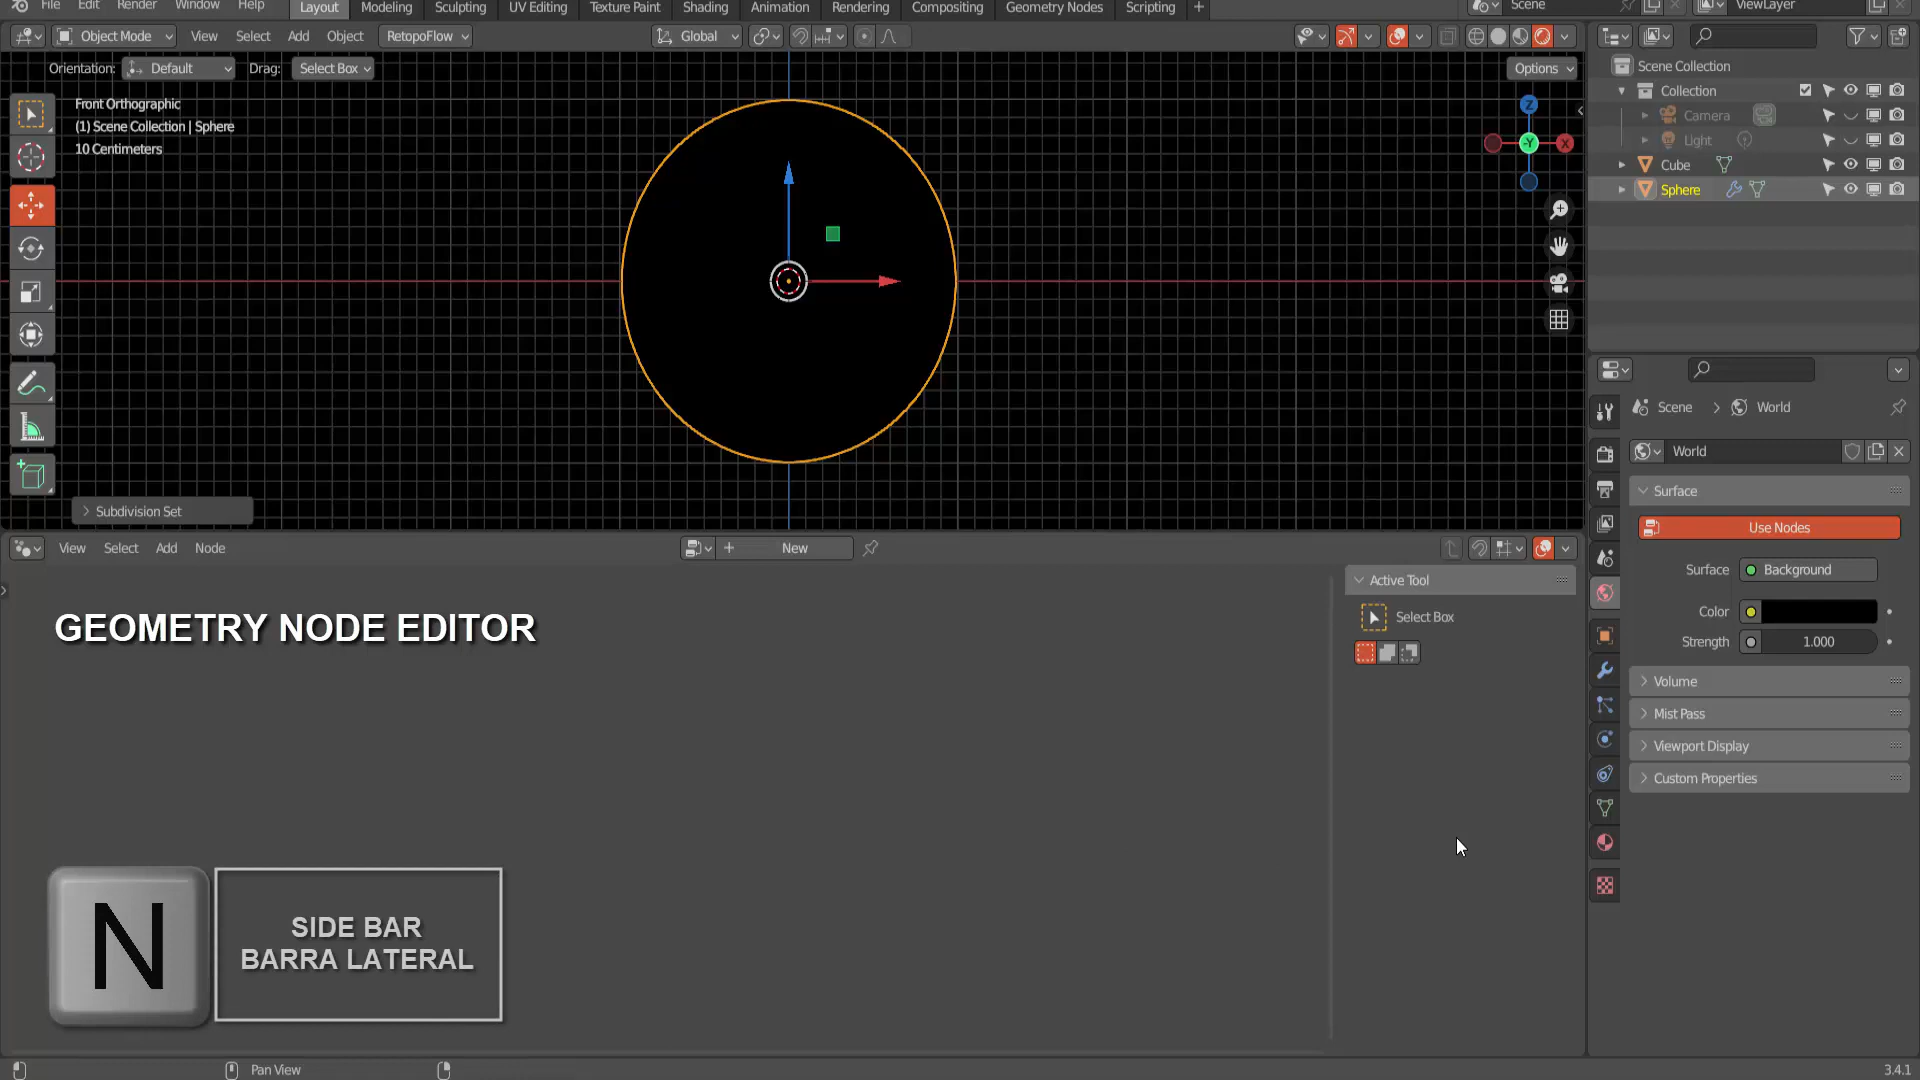 File Edit Render Window Help Layout Modeling Sculpting UV Editing Texture Paint Shading Animation Rendering Compositing Geometry Nodes Scripting + Scene ViewLayer
Object Mode View Select Add Object RetopoFlow Global
Orientation: Default Drag: Select Box Options
Front Orthographic
(1) Scene Collection | Sphere
10 Centimeters
Z
Y
X
Subdivision Set
Scene Collection
Collection
Camera
Light
Cube
Sphere
Scene > World
World
Surface
Use Nodes
Surface Background
Color
Strength 1.000
Volume
Mist Pass
Viewport Display
Custom Properties
View Select Add Node + New
Active Tool
Select Box
GEOMETRY NODE EDITOR
N
SIDE BAR
BARRA LATERAL
Pan View
3.4.1